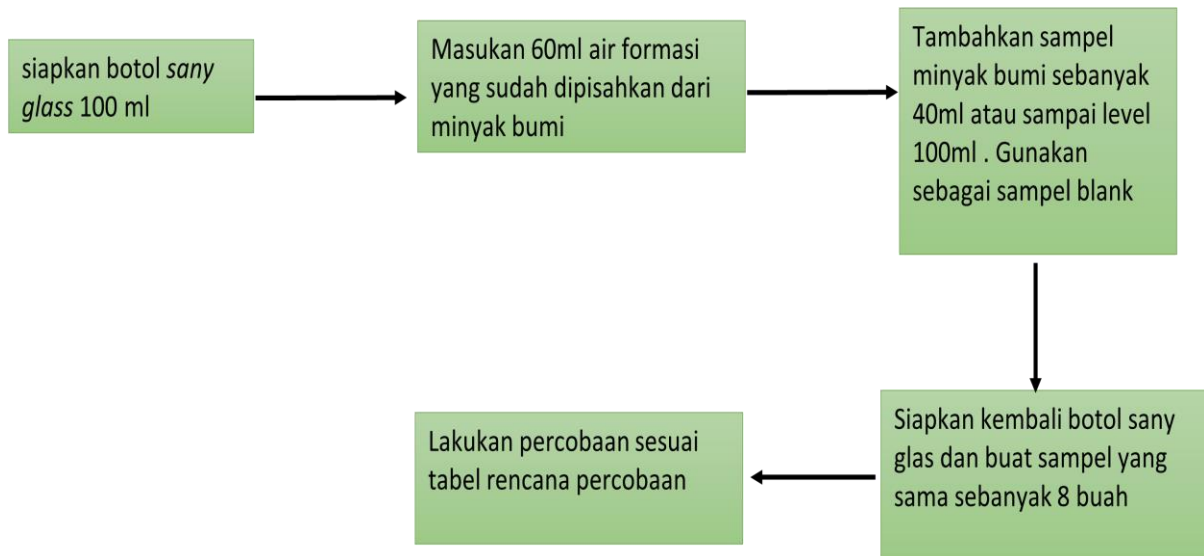 siapkan botol sany
glass 100 ml
Masukan 60ml air formasi
yang sudah dipisahkan dari
minyak bumi
Tambahkan sampel
minyak bumi sebanyak
40ml atau sampai level
100ml . Gunakan
sebagai sampel blank
Siapkan kembali botol sany
glas dan buat sampel yang
sama sebanyak 8 buah
Lakukan percobaan sesuai
tabel rencana percobaan